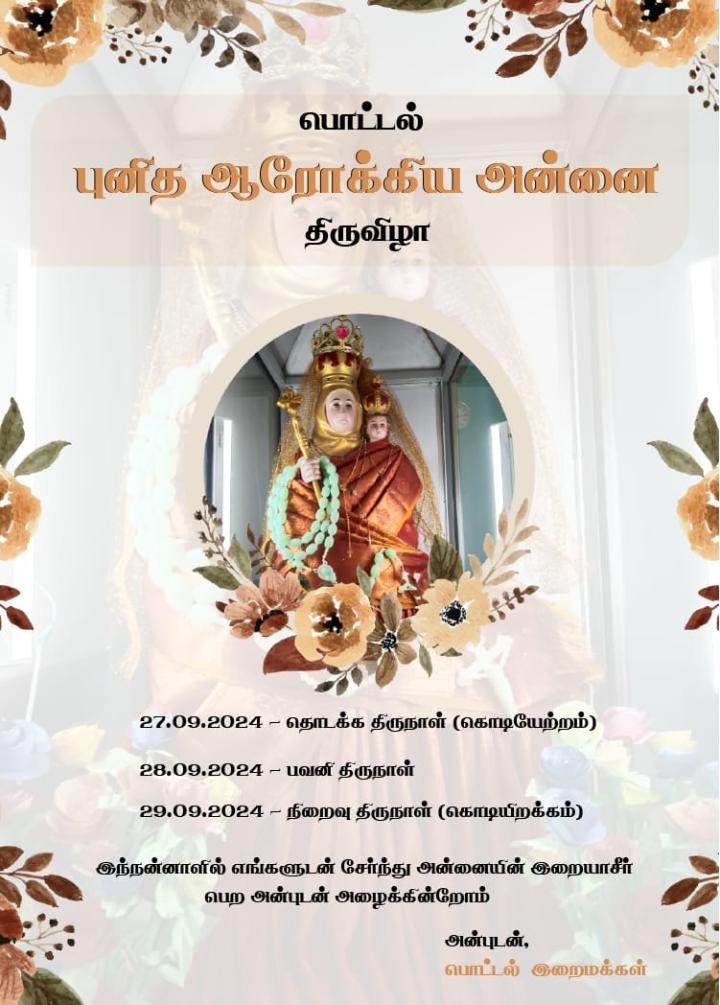 பொட்டல்
புனித ஆரோக்கிய அன்னை
திருவிழா
27.09.2024 – தொடக்க திருநாள் (கொடியேற்றம்)
28.09.2024 – பவனி திருநாள்
29.09.2024 – நிறைவு திருநாள் (கொடியிறக்கம்)
இந்நன்னாளில் எங்களுடன் சேர்ந்து அன்னையின் இறையாசீர்
பெற அன்புடன் அழைக்கின்றோம்
அன்புடன்,
பொட்டல் இறைமக்கள்